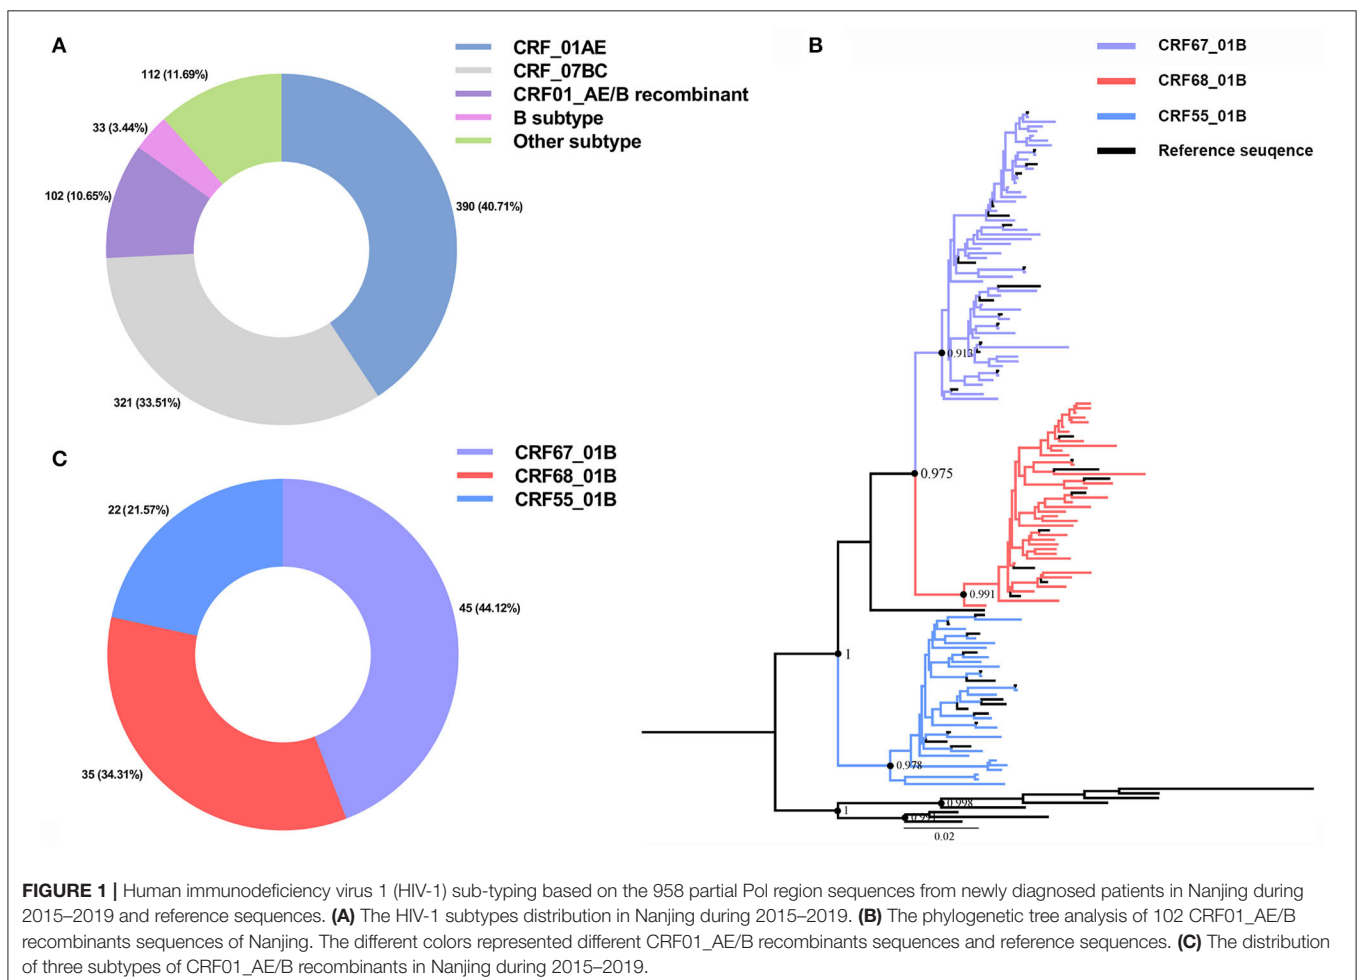 A
CRF_01AE
CRF_07BC
CRF01_AE/B recombinant
B subtype
Other subtype
112 (11.69%)
33 (3.44%)
102 (10.65%)
390 (40.71%)
321 (33.51%)
B
CRF67_01B
CRF68_01B
CRF55_01B
Reference seuqence
0.913
0.975
0.991
1
0.978
0.998
1
0.02
C
CRF67_01B
CRF68_01B
CRF55_01B
22 (21.57%)
45 (44.12%)
35 (34.31%)
FIGURE 1 | Human immunodeficiency virus 1 (HIV-1) sub-typing based on the 958 partial Pol region sequences from newly diagnosed patients in Nanjing during
2015–2019 and reference sequences. (A) The HIV-1 subtypes distribution in Nanjing during 2015–2019. (B) The phylogenetic tree analysis of 102 CRF01_AE/B
recombinants sequences of Nanjing. The different colors represented different CRF01_AE/B recombinants sequences and reference sequences. (C) The distribution
of three subtypes of CRF01_AE/B recombinants in Nanjing during 2015–2019.